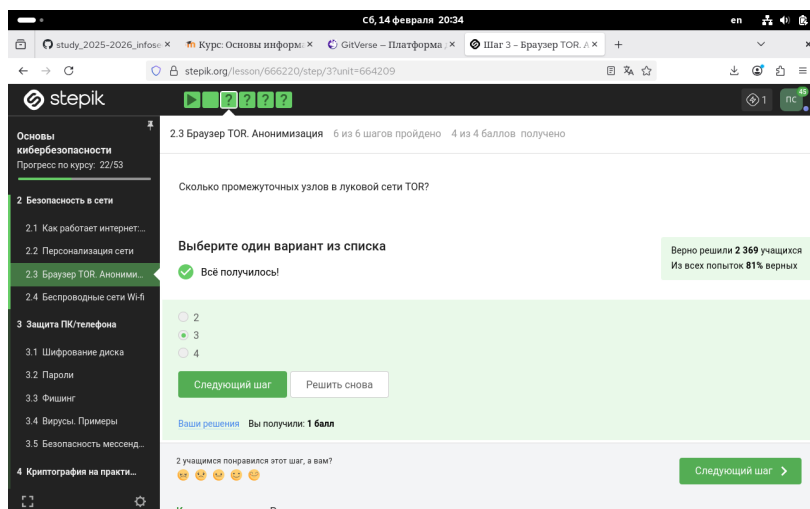 Сб, 14 февраля 20:34
en
study_2025-2026_infose
Курс: Основы информа
GitVerse – Платформа д
Шаг 3 – Браузер TOR. А
stepik.org/lesson/666220/step/3?unit=664209
stepik
? ? ? ?
1
ПС
45
Основы кибербезопасности
Прогресс по курсу: 22/53
2 Безопасность в сети
2.1 Как работает интернет:...
2.2 Персонализация сети
2.3 Браузер TOR. Аноними...
2.4 Беспроводные сети Wi-fi
3 Защита ПК/телефона
3.1 Шифрование диска
3.2 Пароли
3.3 Фишинг
3.4 Вирусы. Примеры
3.5 Безопасность мессенд...
4 Криптография на практи...
2.3 Браузер TOR. Анонимизация 6 из 6 шагов пройдено 4 из 4 баллов получено
Сколько промежуточных узлов в луковой сети TOR?
Выберите один вариант из списка
Всё получилось!
Верно решили 2 369 учащихся
Из всех попыток 81% верных
2
3
4
Следующий шаг
Решить снова
Ваши решения Вы получили: 1 балл
2 учащимся понравился этот шаг, а вам?
Следующий шаг